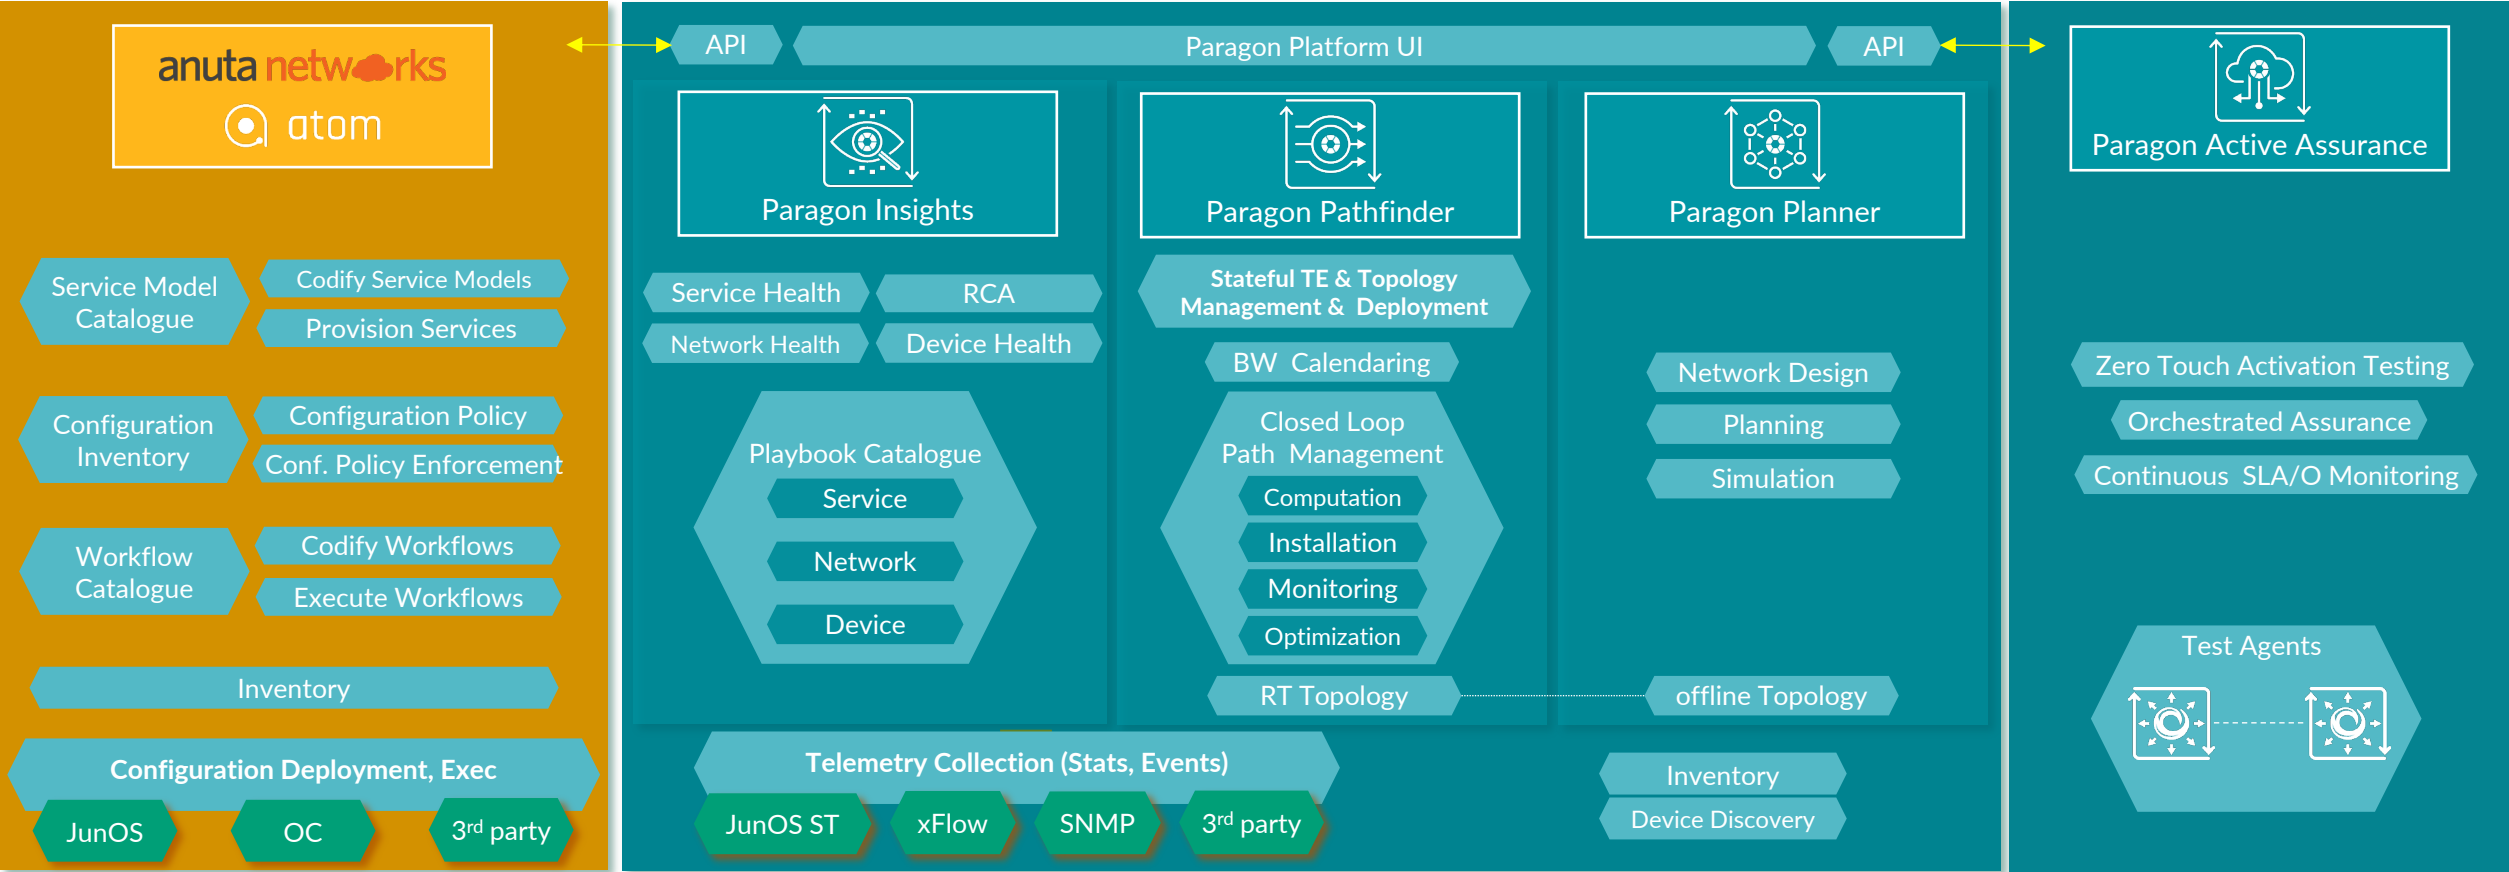 anuta networks
atom
Service Model
Catalogue
Codify Service Models
Provision Services
Configuration
Inventory
Configuration Policy
Conf. Policy Enforcement
Workflow
Catalogue
Codify Workflows
Execute Workflows
Inventory
Configuration Deployment, Exec
JunOS
OC
3rd party
API
Paragon Platform UI
API
Paragon Insights
Service Health
RCA
Network Health
Device Health
Playbook Catalogue
Service
Network
Device
Paragon Pathfinder
Stateful TE & Topology
Management & Deployment
BW Calendaring
Closed Loop
Path Management
Computation
Installation
Monitoring
Optimization
RT Topology
Paragon Planner
Network Design
Planning
Simulation
offline Topology
Telemetry Collection (Stats, Events)
JunOS ST
xFlow
SNMP
3rd party
Inventory
Device Discovery
Paragon Active Assurance
Zero Touch Activation Testing
Orchestrated Assurance
Continuous SLA/O Monitoring
Test Agents